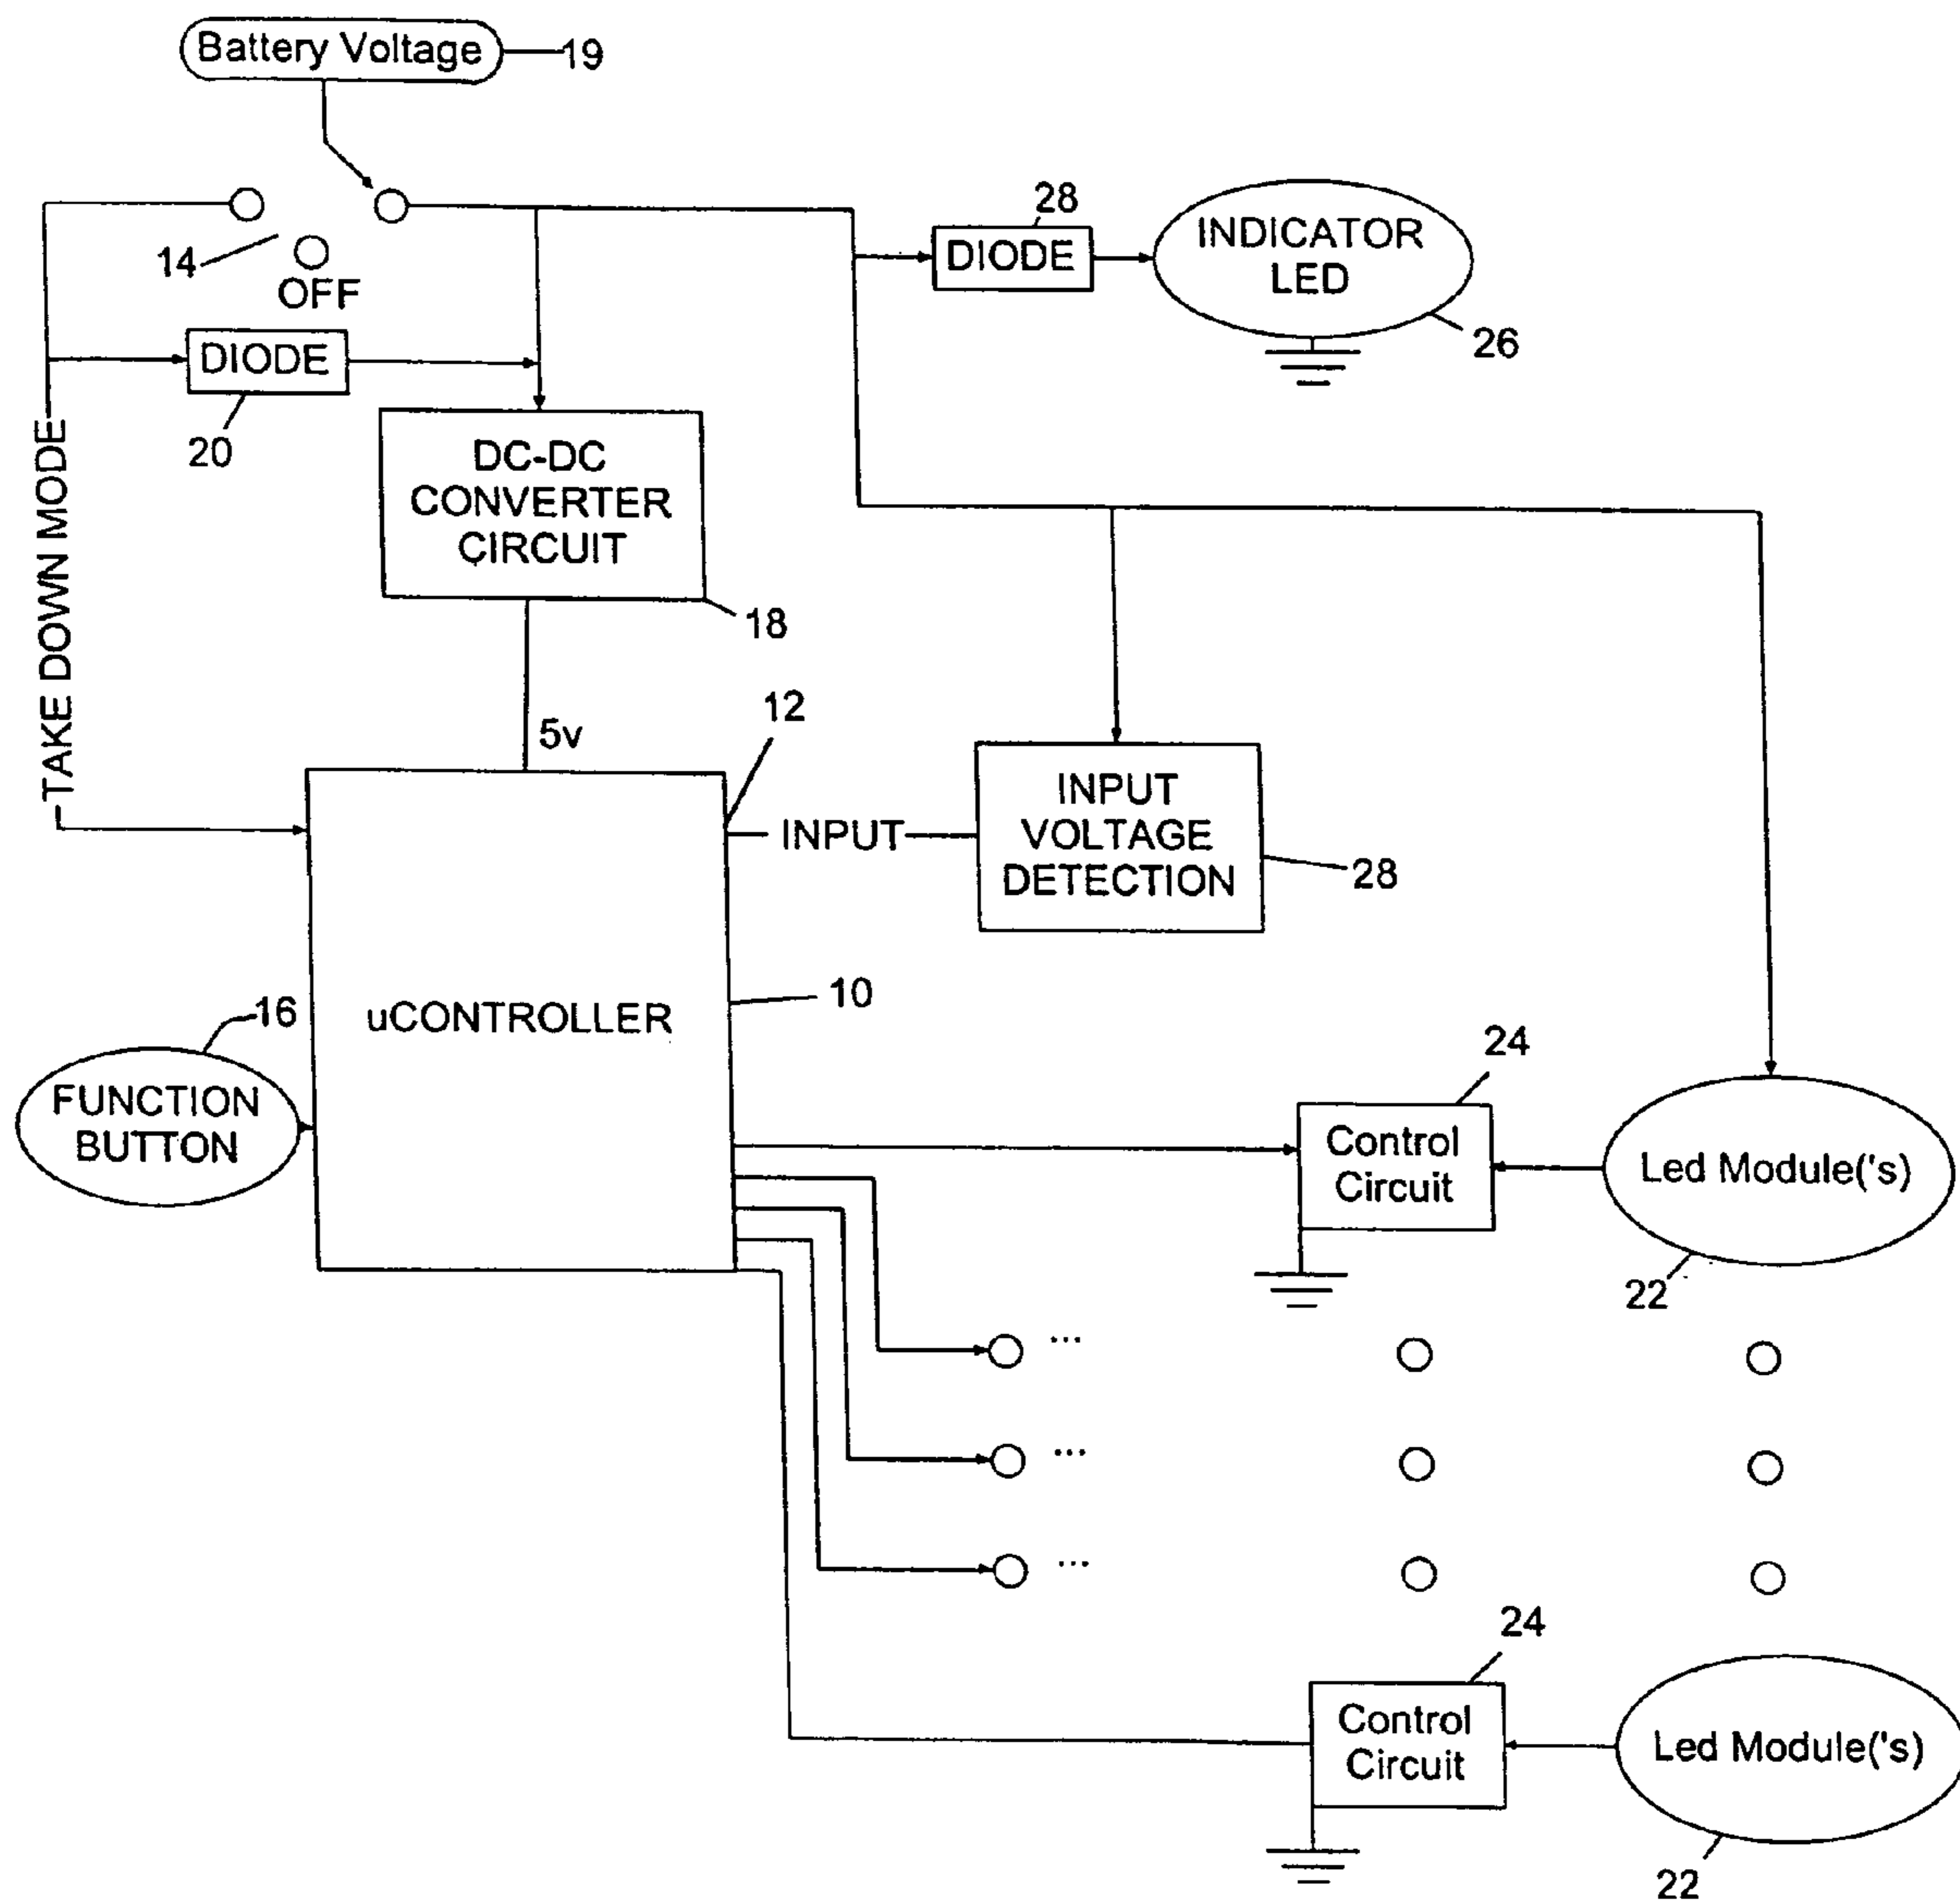 Battery Voltage
19
28
DIODE
INDICATOR
LED
26
14
OFF
DIODE
20
DC-DC
CONVERTER
CIRCUIT
18
TAKE DOWN MODE
5v
12
INPUT
INPUT
VOLTAGE
DETECTION
28
10
uCONTROLLER
16
FUNCTION
BUTTON
24
Control
Circuit
Led Module('s)
22
...
...
...
24
Control
Circuit
Led Module('s)
22